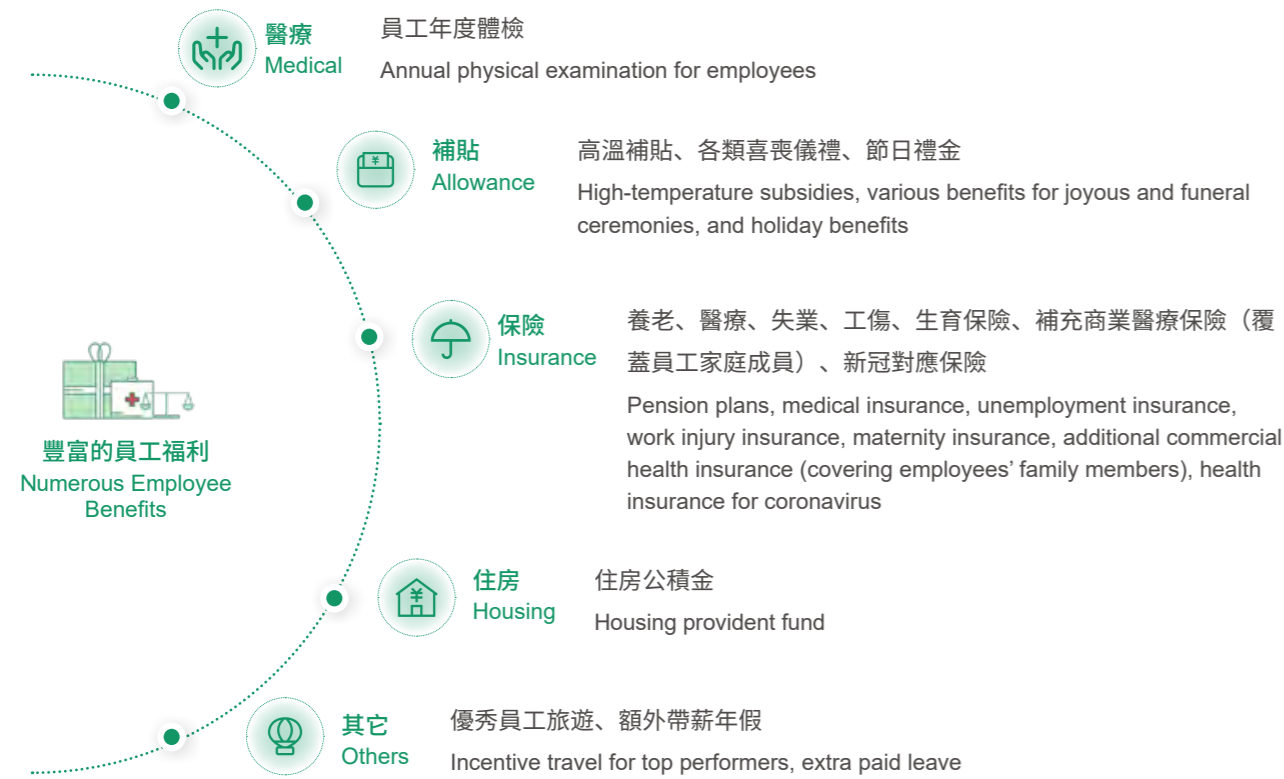 醫療
Medical
員工年度體檢
Annual physical examination for employees
補貼
Allowance
高溫補貼、各類喜喪儀禮、節日禮金
High-temperature subsidies, various benefits for joyous and funeral
ceremonies, and holiday benefits
保險
Insurance
養老、醫療、失業、工傷、生育保險、補充商業醫療保險（覆
蓋員工家庭成員）、新冠對應保險
Pension plans, medical insurance, unemployment insurance,
work injury insurance, maternity insurance, additional commercial
health insurance (covering employees’ family members), health
insurance for coronavirus
豐富的員工福利
Numerous Employee
Benefits
住房
Housing
住房公積金
Housing provident fund
其它
Others
優秀員工旅遊、額外帶薪年假
Incentive travel for top performers, extra paid leave